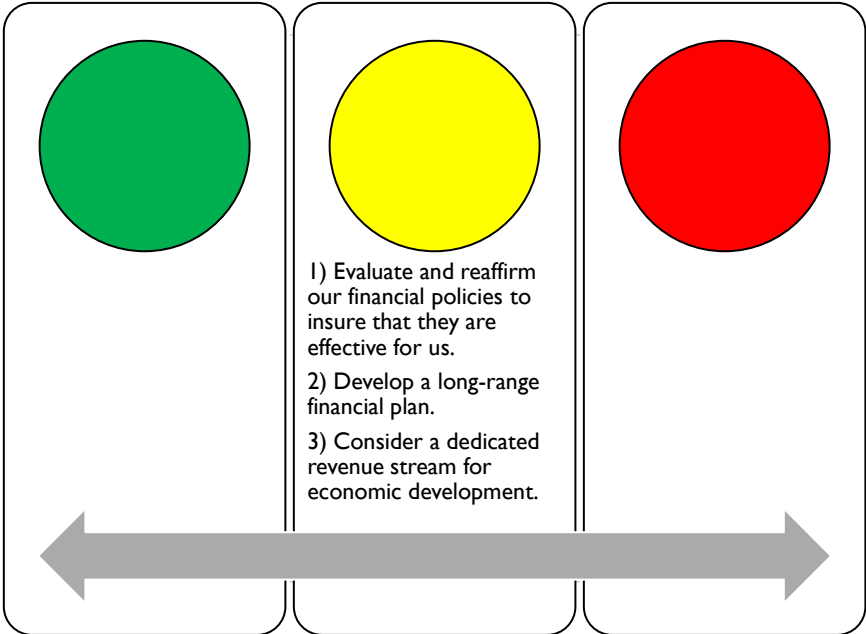 1) Evaluate and reaffirm
our financial policies to
insure that they are
effective for us.
2) Develop a long-range
financial plan.
3) Consider a dedicated
revenue stream for
economic development.